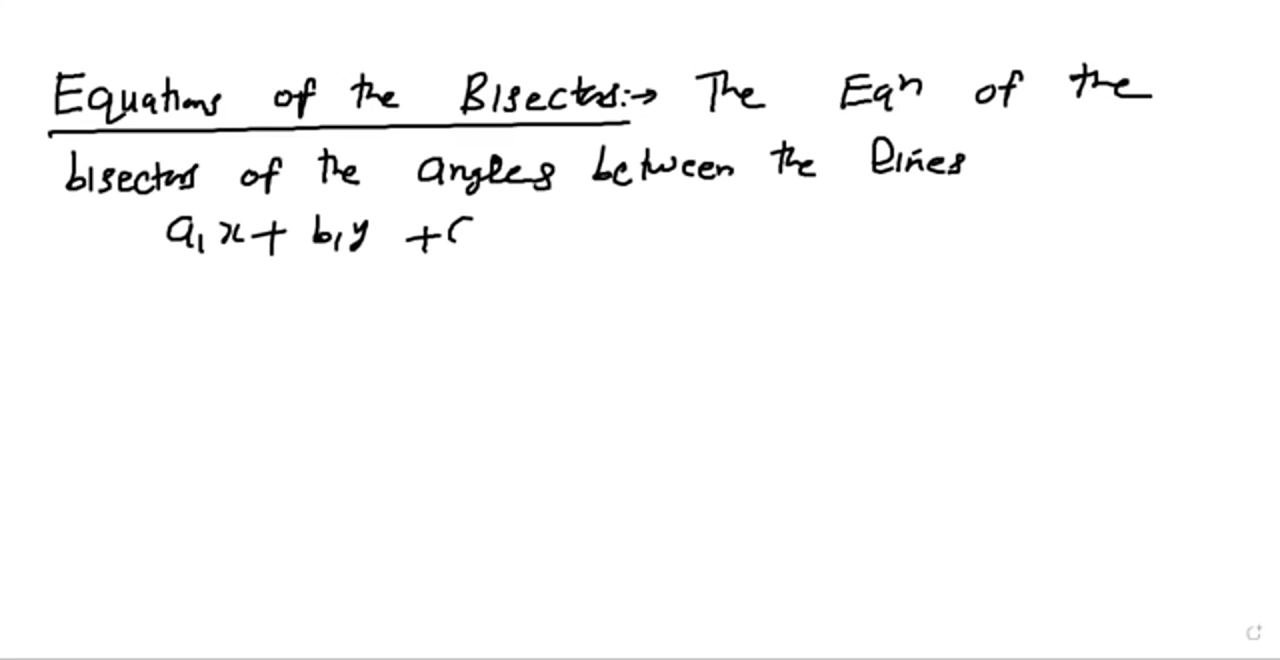 Equations of the Bisectors:→ The Eqn of the
bisectors of the angles between the lines
a₁x + b₁y + c